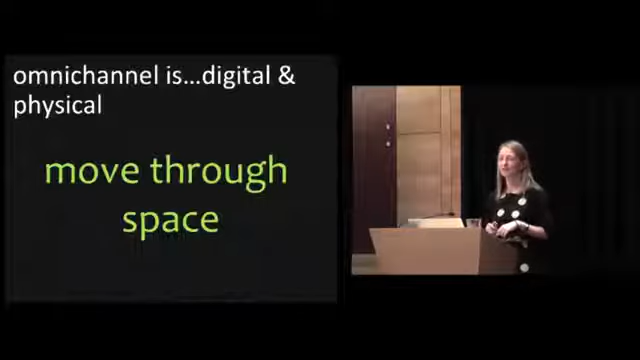 omnichannel is...digital &
physical
move through
space